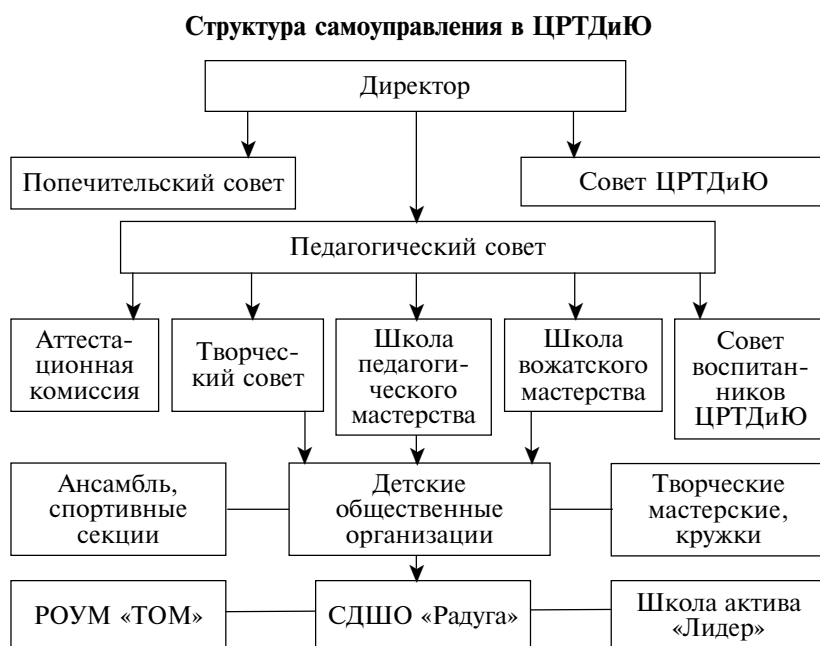 Структура самоуправления в ЦРТДиЮ
Директор
Попечительский совет
Совет ЦРТДиЮ
Педагогический совет
Аттеста-
ционная
комиссия
Творчес-
кий совет
Школа
педагоги-
ческого
мастерства
Школа
вожатского
мастерства
Совет
воспитан-
ников
ЦРТДиЮ
Ансамбль,
спортивные
секции
Детские
общественные
организации
Творческие
мастерские,
кружки
РОУМ «ТОМ»
СДШО «Радуга»
Школа актива
«Лидер»